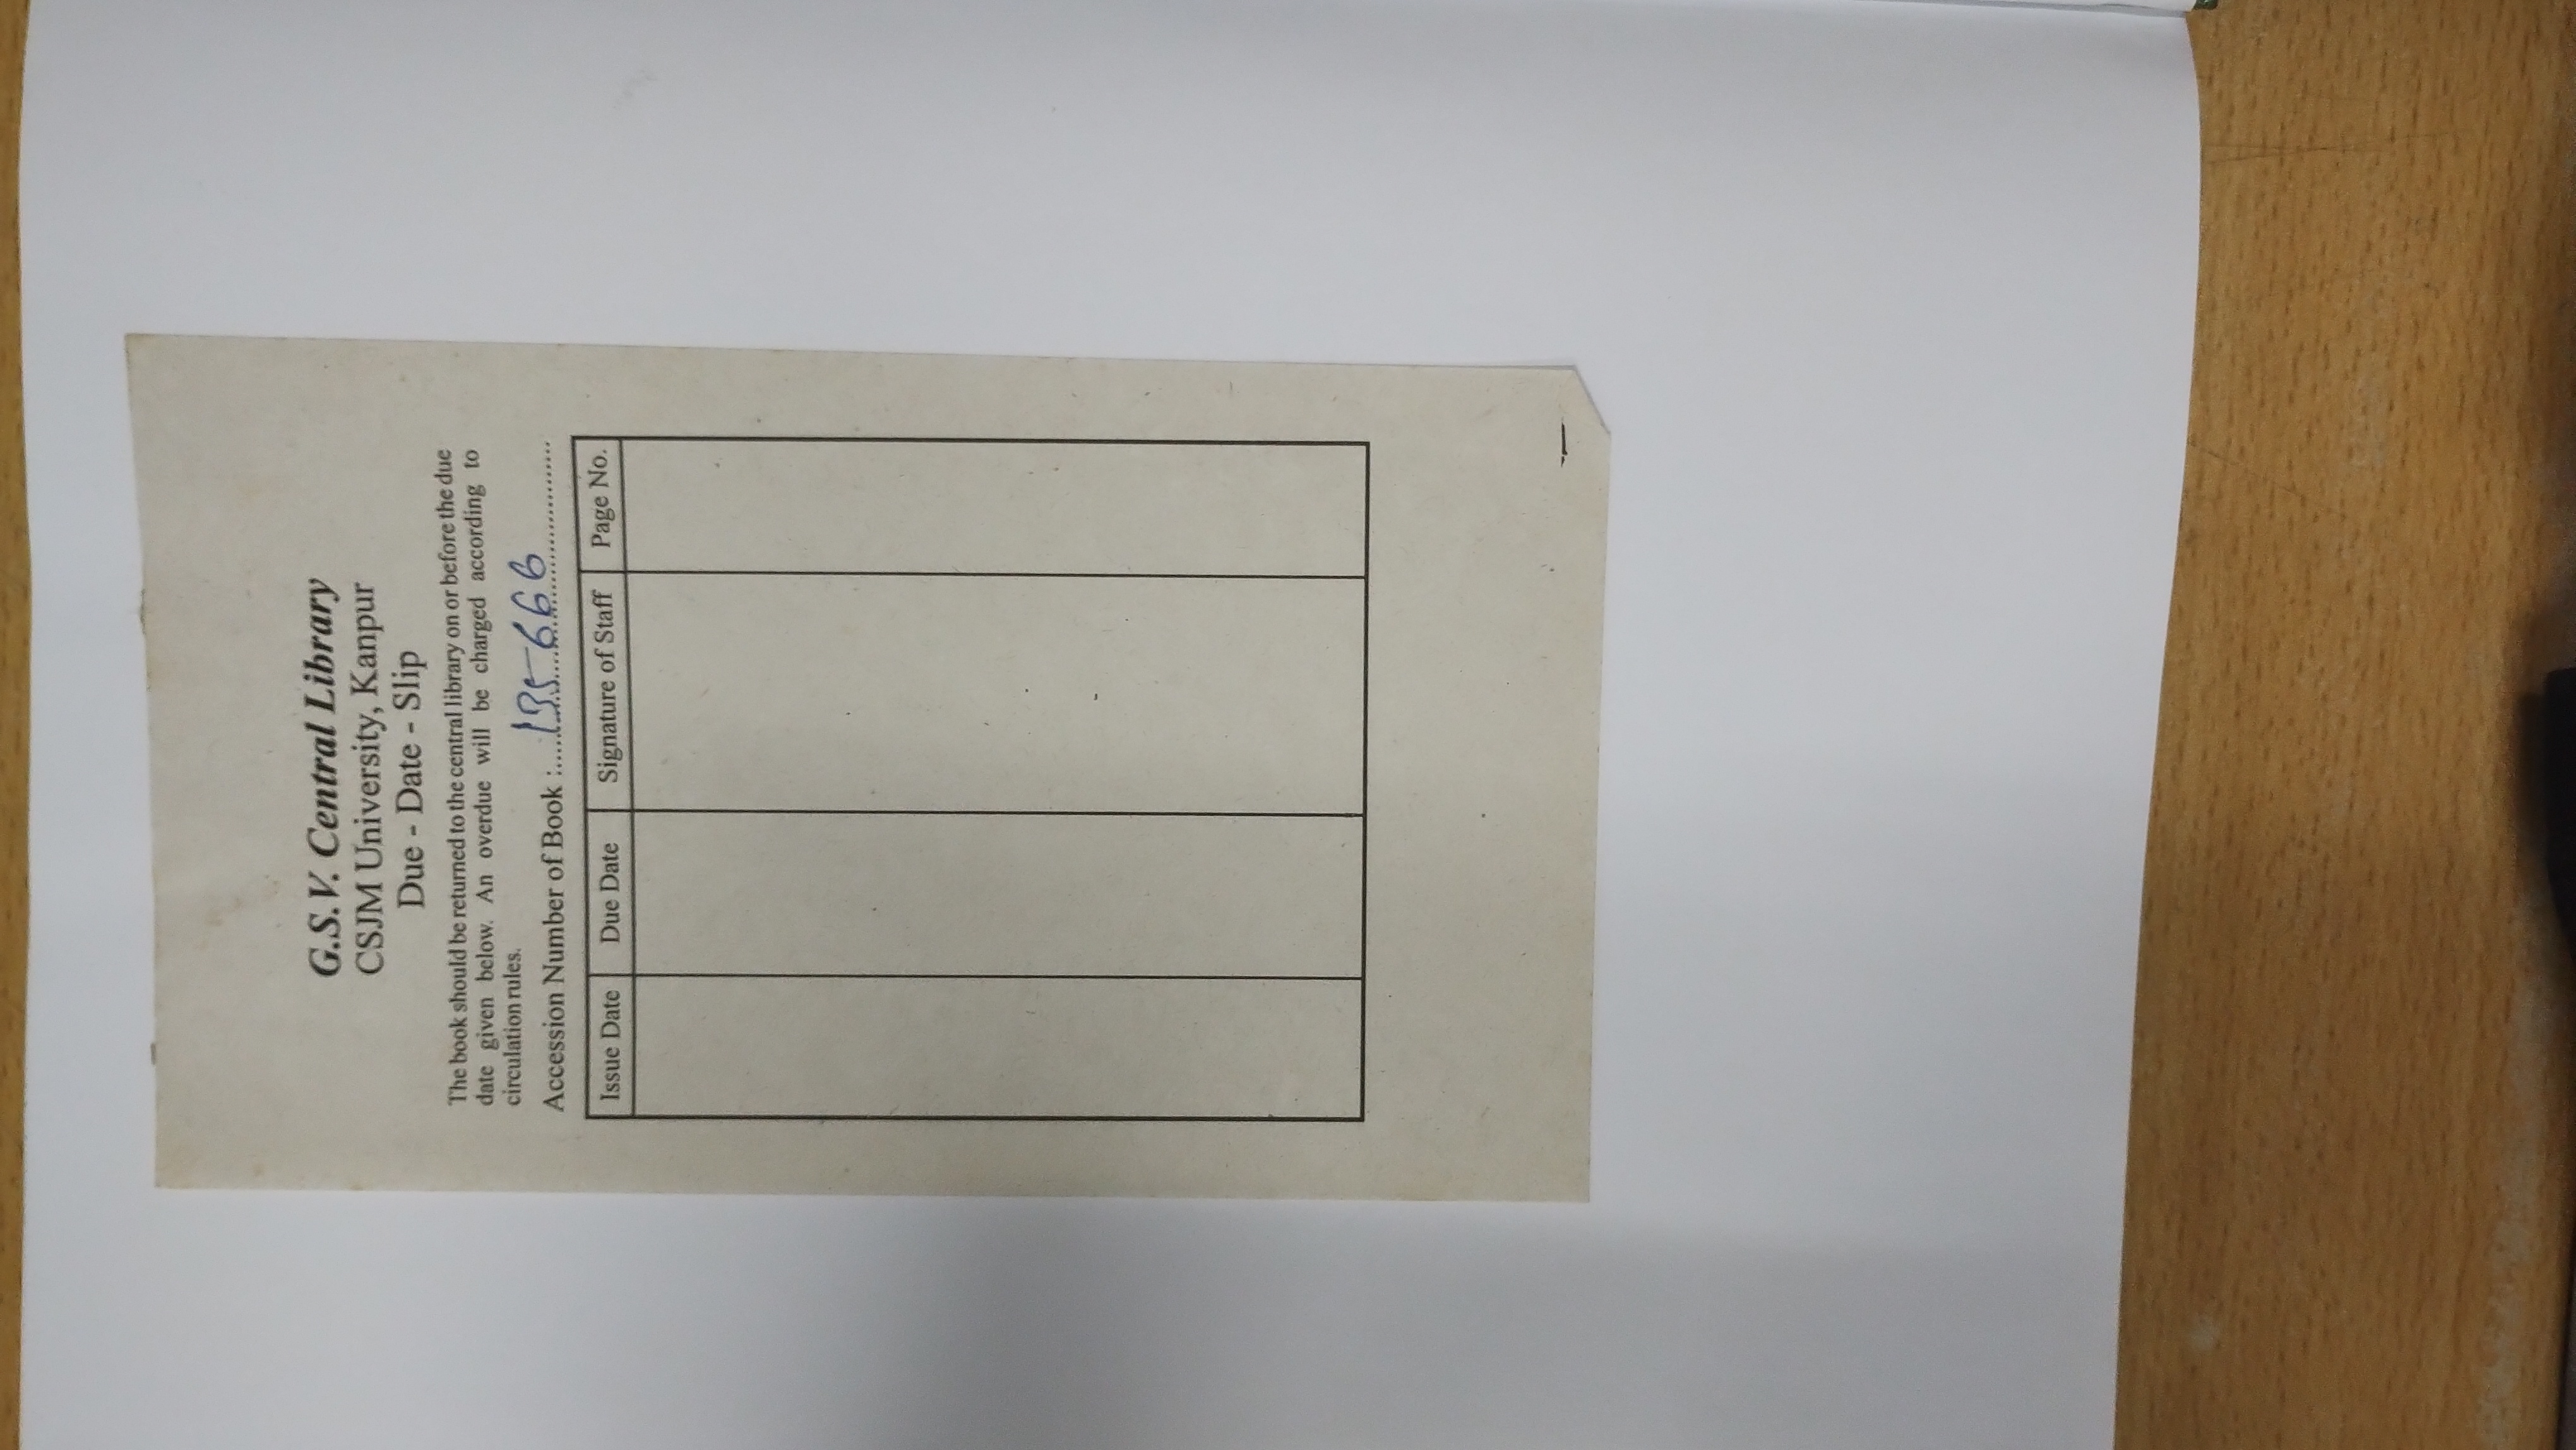 G.S.V. Central Library
CSJM University, Kanpur
Due - Date - Slip
The book should be returned to the central library on or before the due
date given below. An overdue will be charged according to
circulation rules.
Accession Number of Book :.....135666.....................
Issue Date Due Date Signature of Staff Page No.